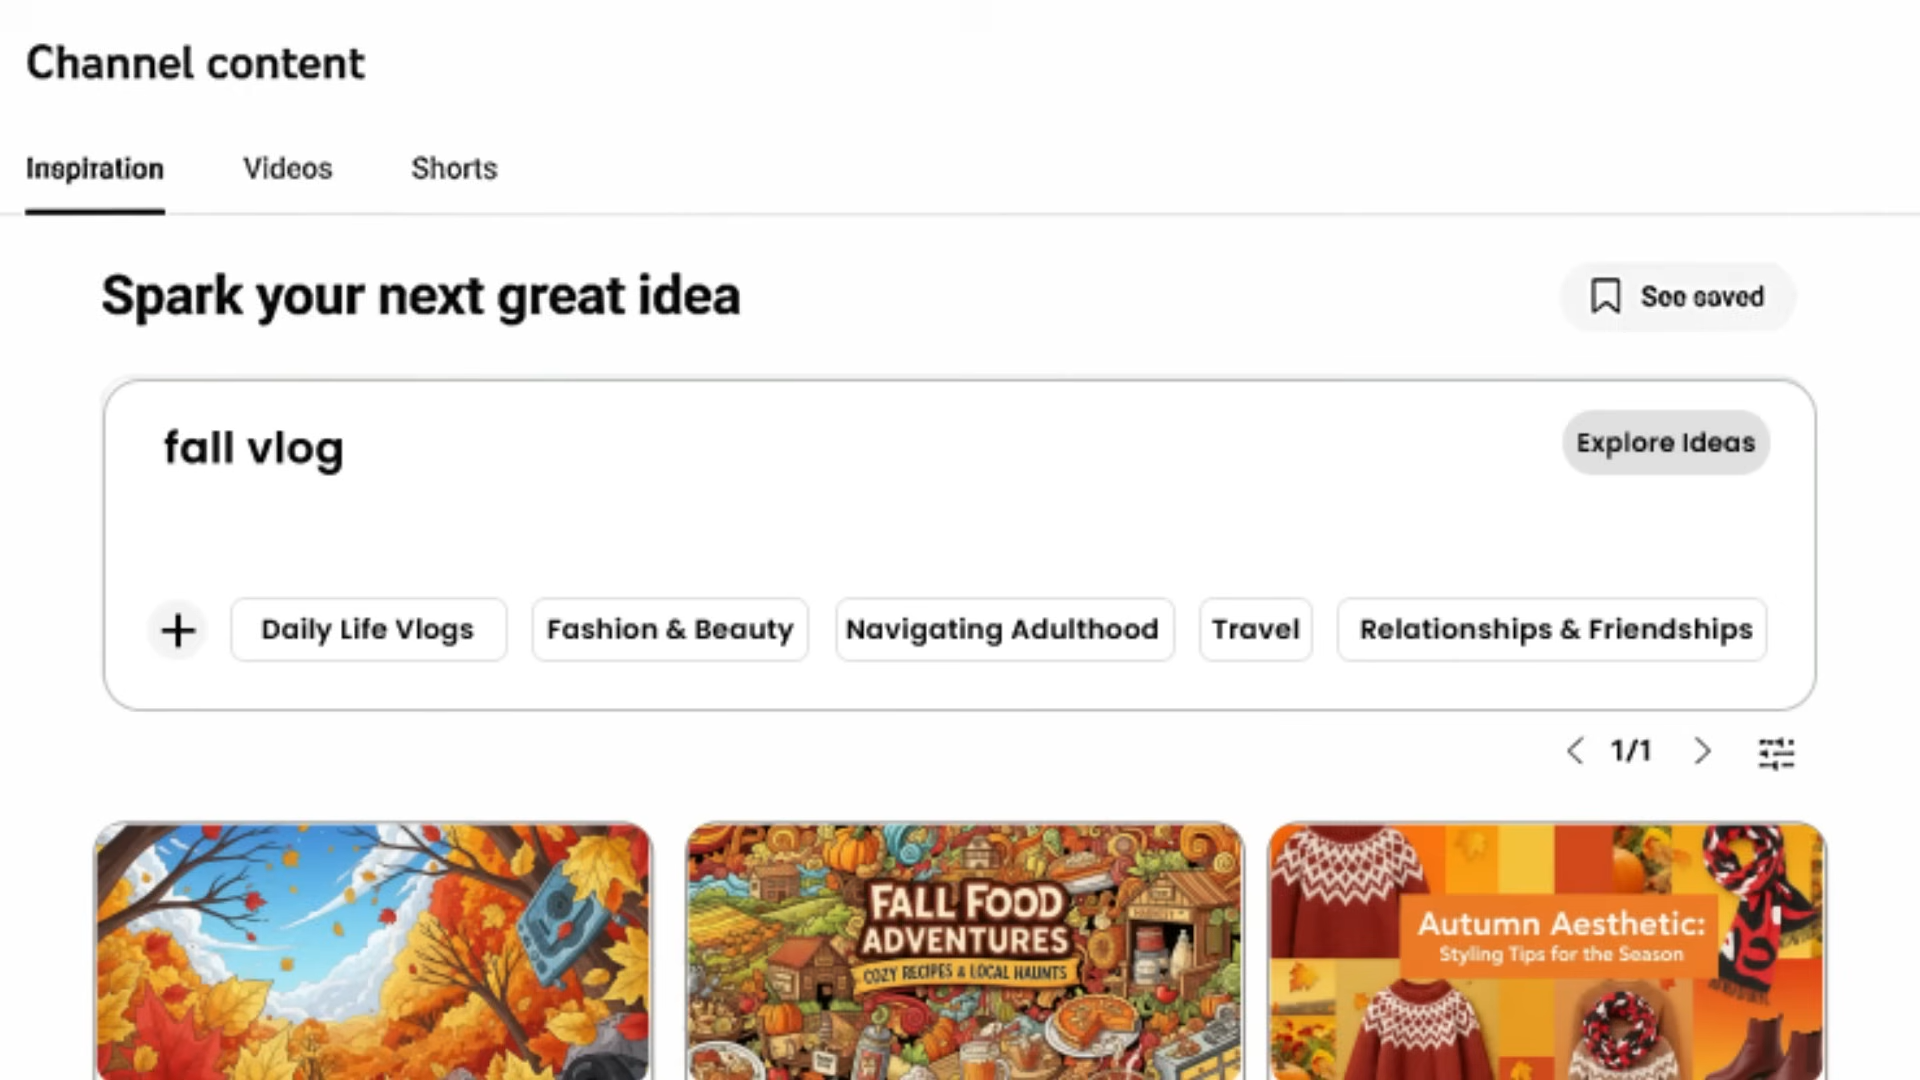 Channel content
Inspiration Videos Shorts
Spark your next great idea
See saved
fall vlog
Explore Ideas
Daily Life Vlogs Fashion & Beauty Navigating Adulthood Travel Relationships & Friendships
1/1
FALL FOOD
ADVENTURES
COZY RECIPES & LOCAL HAUNTS
Autumn Aesthetic:
Styling Tips for the Season